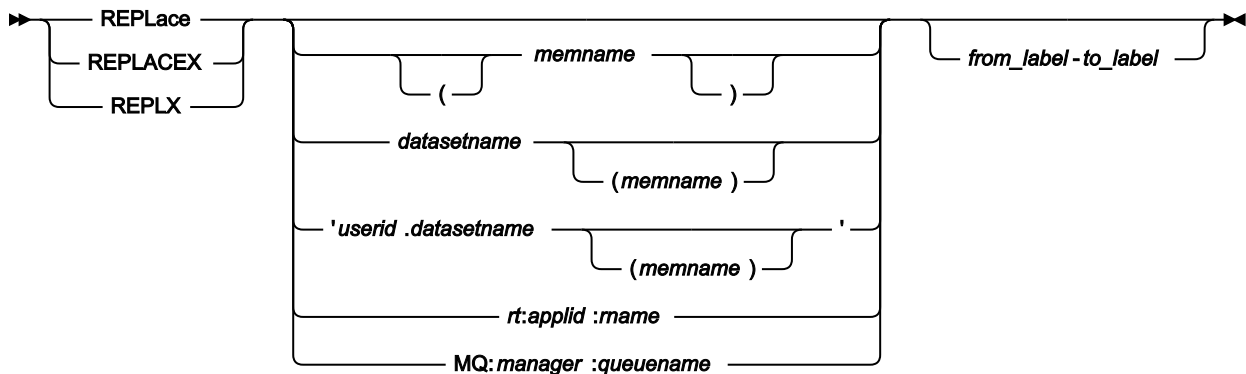 REPLace
REPLACEX
REPLX
memname
( )
datasetname
(memname )
'userid .datasetname '
(memname )
rt:applid :rname
MQ:manager :queuename
from_label-to_label